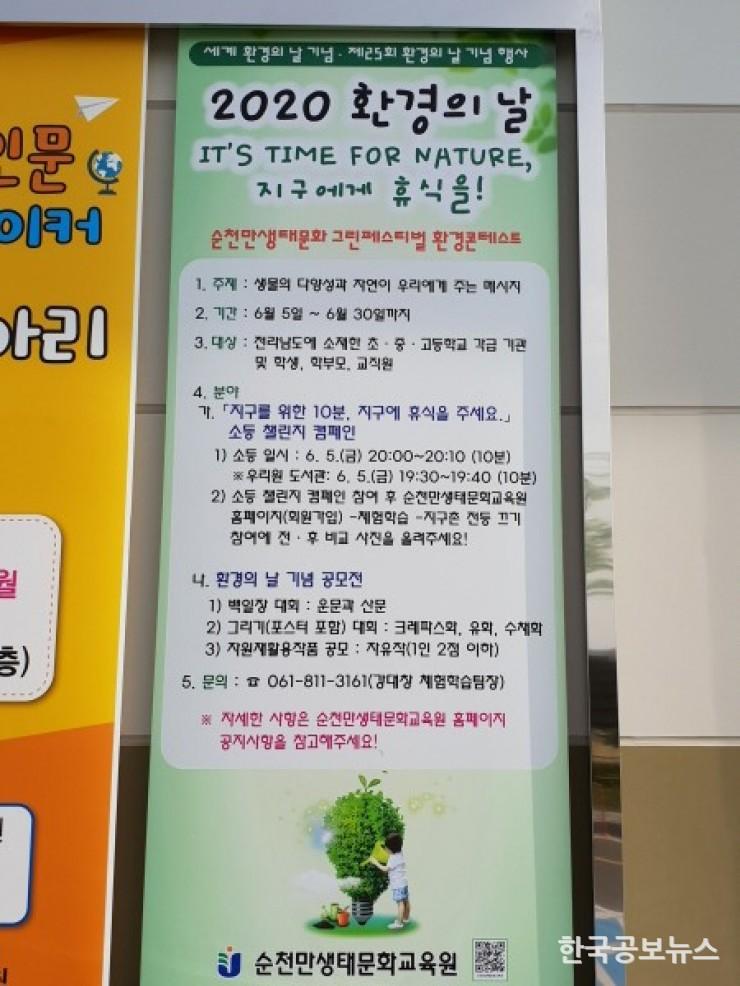 세계 환경의 날 기념 · 제25회 환경의 날 기념 행사
2020 환경의 날
IT'S TIME FOR NATURE,
지구에게 휴식을!
순천만생태문화 그린페스티벌 환경콘테스트
1. 주제 : 생물의 다양성과 자연이 우리에게 주는 메시지
2. 기간 : 6월 5일 ~ 6월 30일까지
3. 대상 : 전라남도에 소재한 초 · 중 · 고등학교 각급 기관
및 학생, 학부모, 교직원
4. 분야
가. 「지구를 위한 10분, 지구에 휴식을 주세요.」
소등 챌린지 캠페인
1) 소등 일시 : 6. 5.(금) 20:00~20:10 (10분)
※우리원 도서관: 6. 5.(금) 19:30~19:40 (10분)
2) 소등 챌린지 캠페인 참여 후 순천만생태문화교육원
홈페이지(회원가입) -체험학습 -지구촌 전등 끄기
참여에 전 · 후 비교 사진을 올려주세요!
나. 환경의 날 기념 공모전
1) 백일장 대회 : 운문과 산문
2) 그리기(포스터 포함) 대회 : 크레파스화, 유화, 수채화
3) 자원재활용작품 공모 : 자유작(1인 2점 이하)
5. 문의 : ☎ 061-811-3161(강대창 체험학습팀장)
※ 자세한 사항은 순천만생태문화교육원 홈페이지
공지사항을 참고해주세요!
순천만생태문화교육원
인문
이커
아리
월
층)
한국공보뉴스